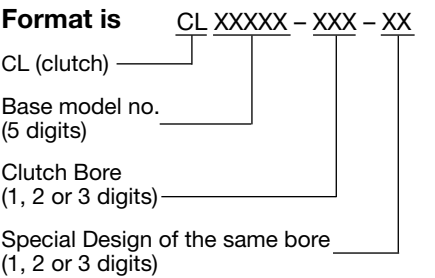 Format is CL XXXXX – XXX – XX
CL (clutch)
Base model no.
(5 digits)
Clutch Bore
(1, 2 or 3 digits)
Special Design of the same bore
(1, 2 or 3 digits)